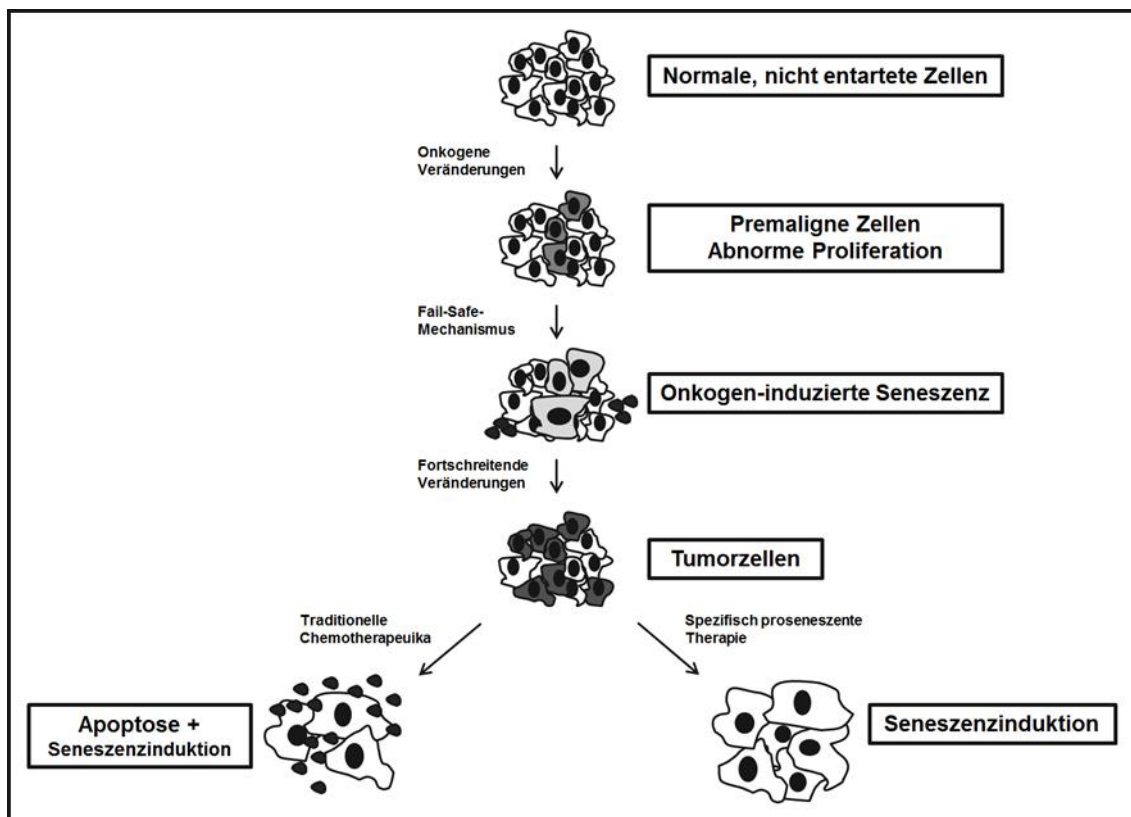 Normale, nicht entartete Zellen
Onkogene
Veränderungen
Premaligne Zellen
Abnorme Proliferation
Fail-Safe-
Mechanismus
Onkogen-induzierte Seneszenz
Fortschreitende
Veränderungen
Tumorzellen
Traditionelle
Chemotherapeuika
Spezifisch proseneszente
Therapie
Apoptose +
Seneszenzinduktion
Seneszenzinduktion